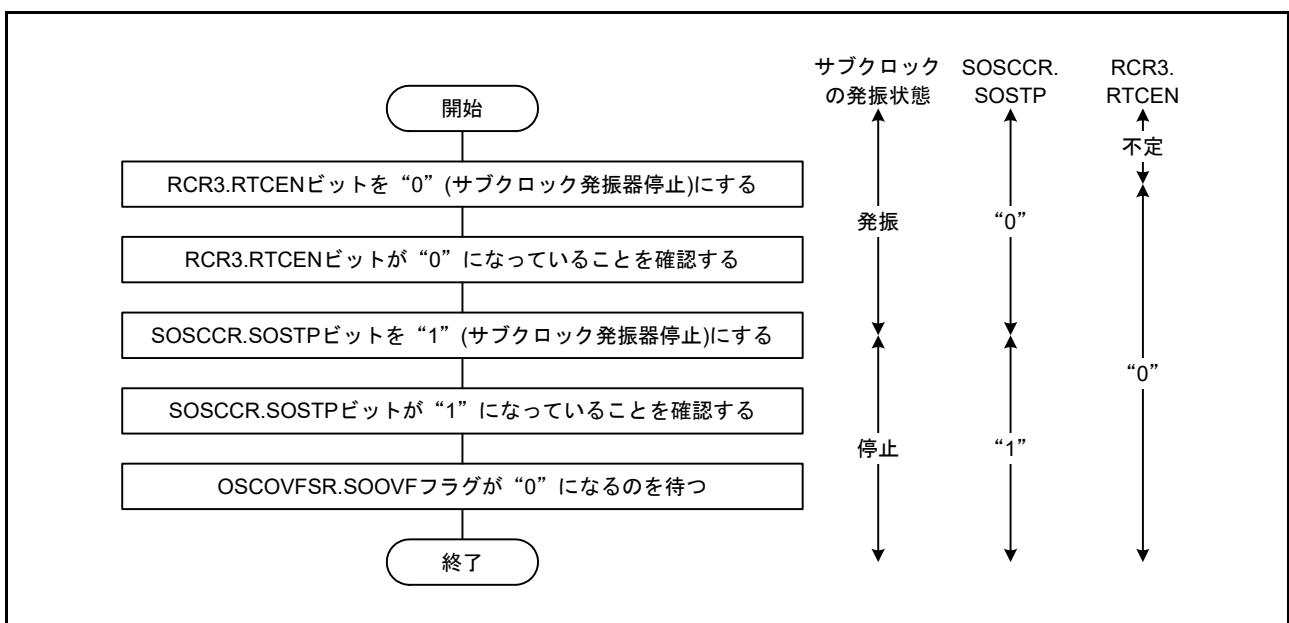 サブクロック
の発振状態
SOSCCR.
SOSTP
RCR3.
RTCEN
開始
不定
RCR3.RTCENビットを“0”(サブクロック発振器停止)にする
発振
“0”
RCR3.RTCENビットが“0”になっていることを確認する
SOSCCR.SOSTPビットを“1”(サブクロック発振器停止)にする
“0”
SOSCCR.SOSTPビットが“1”になっていることを確認する
停止
“1”
OSCOVFSR.SOOVFフラグが“0”になるのを待つ
終了